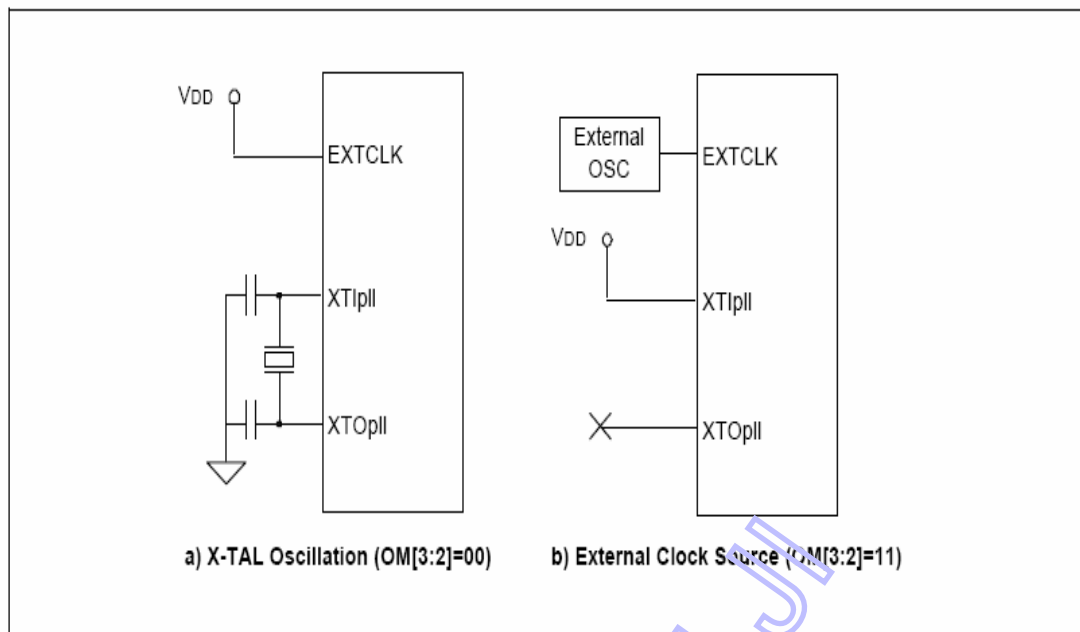 VDD
EXTCLK
XTIpll
XTOpll
a) X-TAL Oscillation (OM[3:2]=00)
External
OSC
EXTCLK
VDD
XTIpll
XTOpll
b) External Clock Source (OM[3:2]=11)